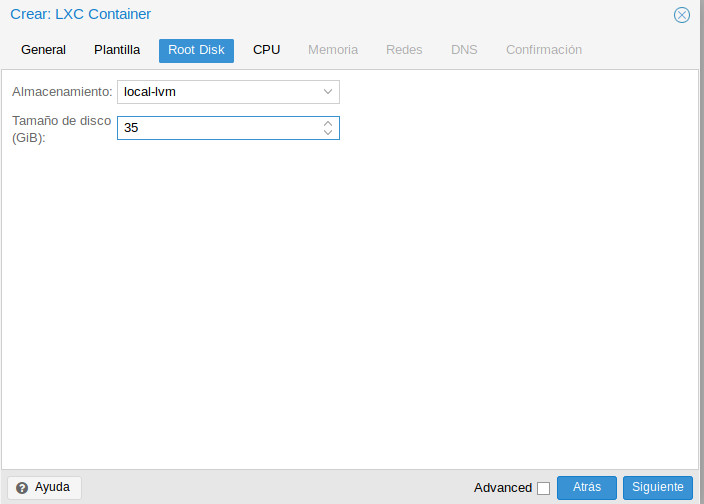 Crear: LXC Container
General Plantilla Root Disk CPU Memoria Redes DNS Confirmación
Almacenamiento: local-lvm
Tamaño de disco
(GiB): 35
Ayuda Advanced Atrás Siguiente